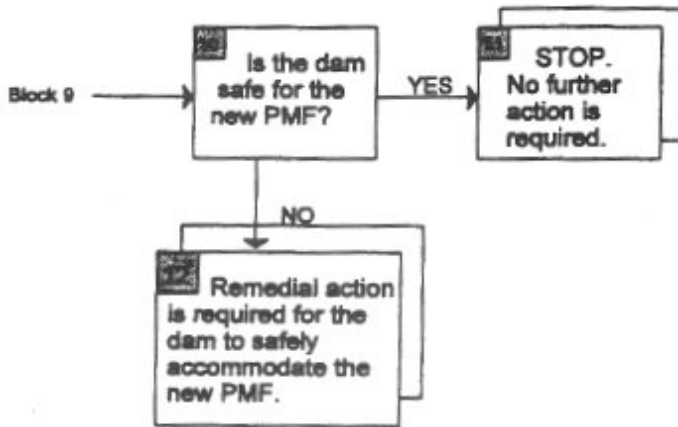 Is the dam
safe for the
new PMF?
Block 9
YES
STOP.
No further
action is
required.
NO
12
Remedial action
is required for the
dam to safely
accommodate the
new PMF.